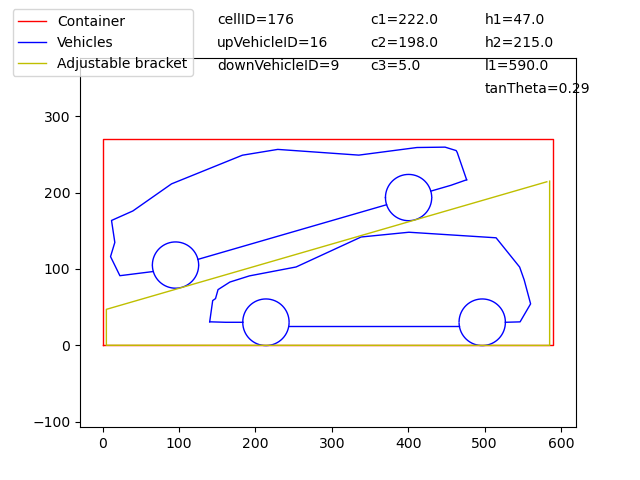 Container
Vehicles
Adjustable bracket
cellID=176
upVehicleID=16
downVehicleID=9
c1=222.0
c2=198.0
c3=5.0
h1=47.0
h2=215.0
l1=590.0
tanTheta=0.29
300
200
100
0
−100
0 100 200 300 400 500 600